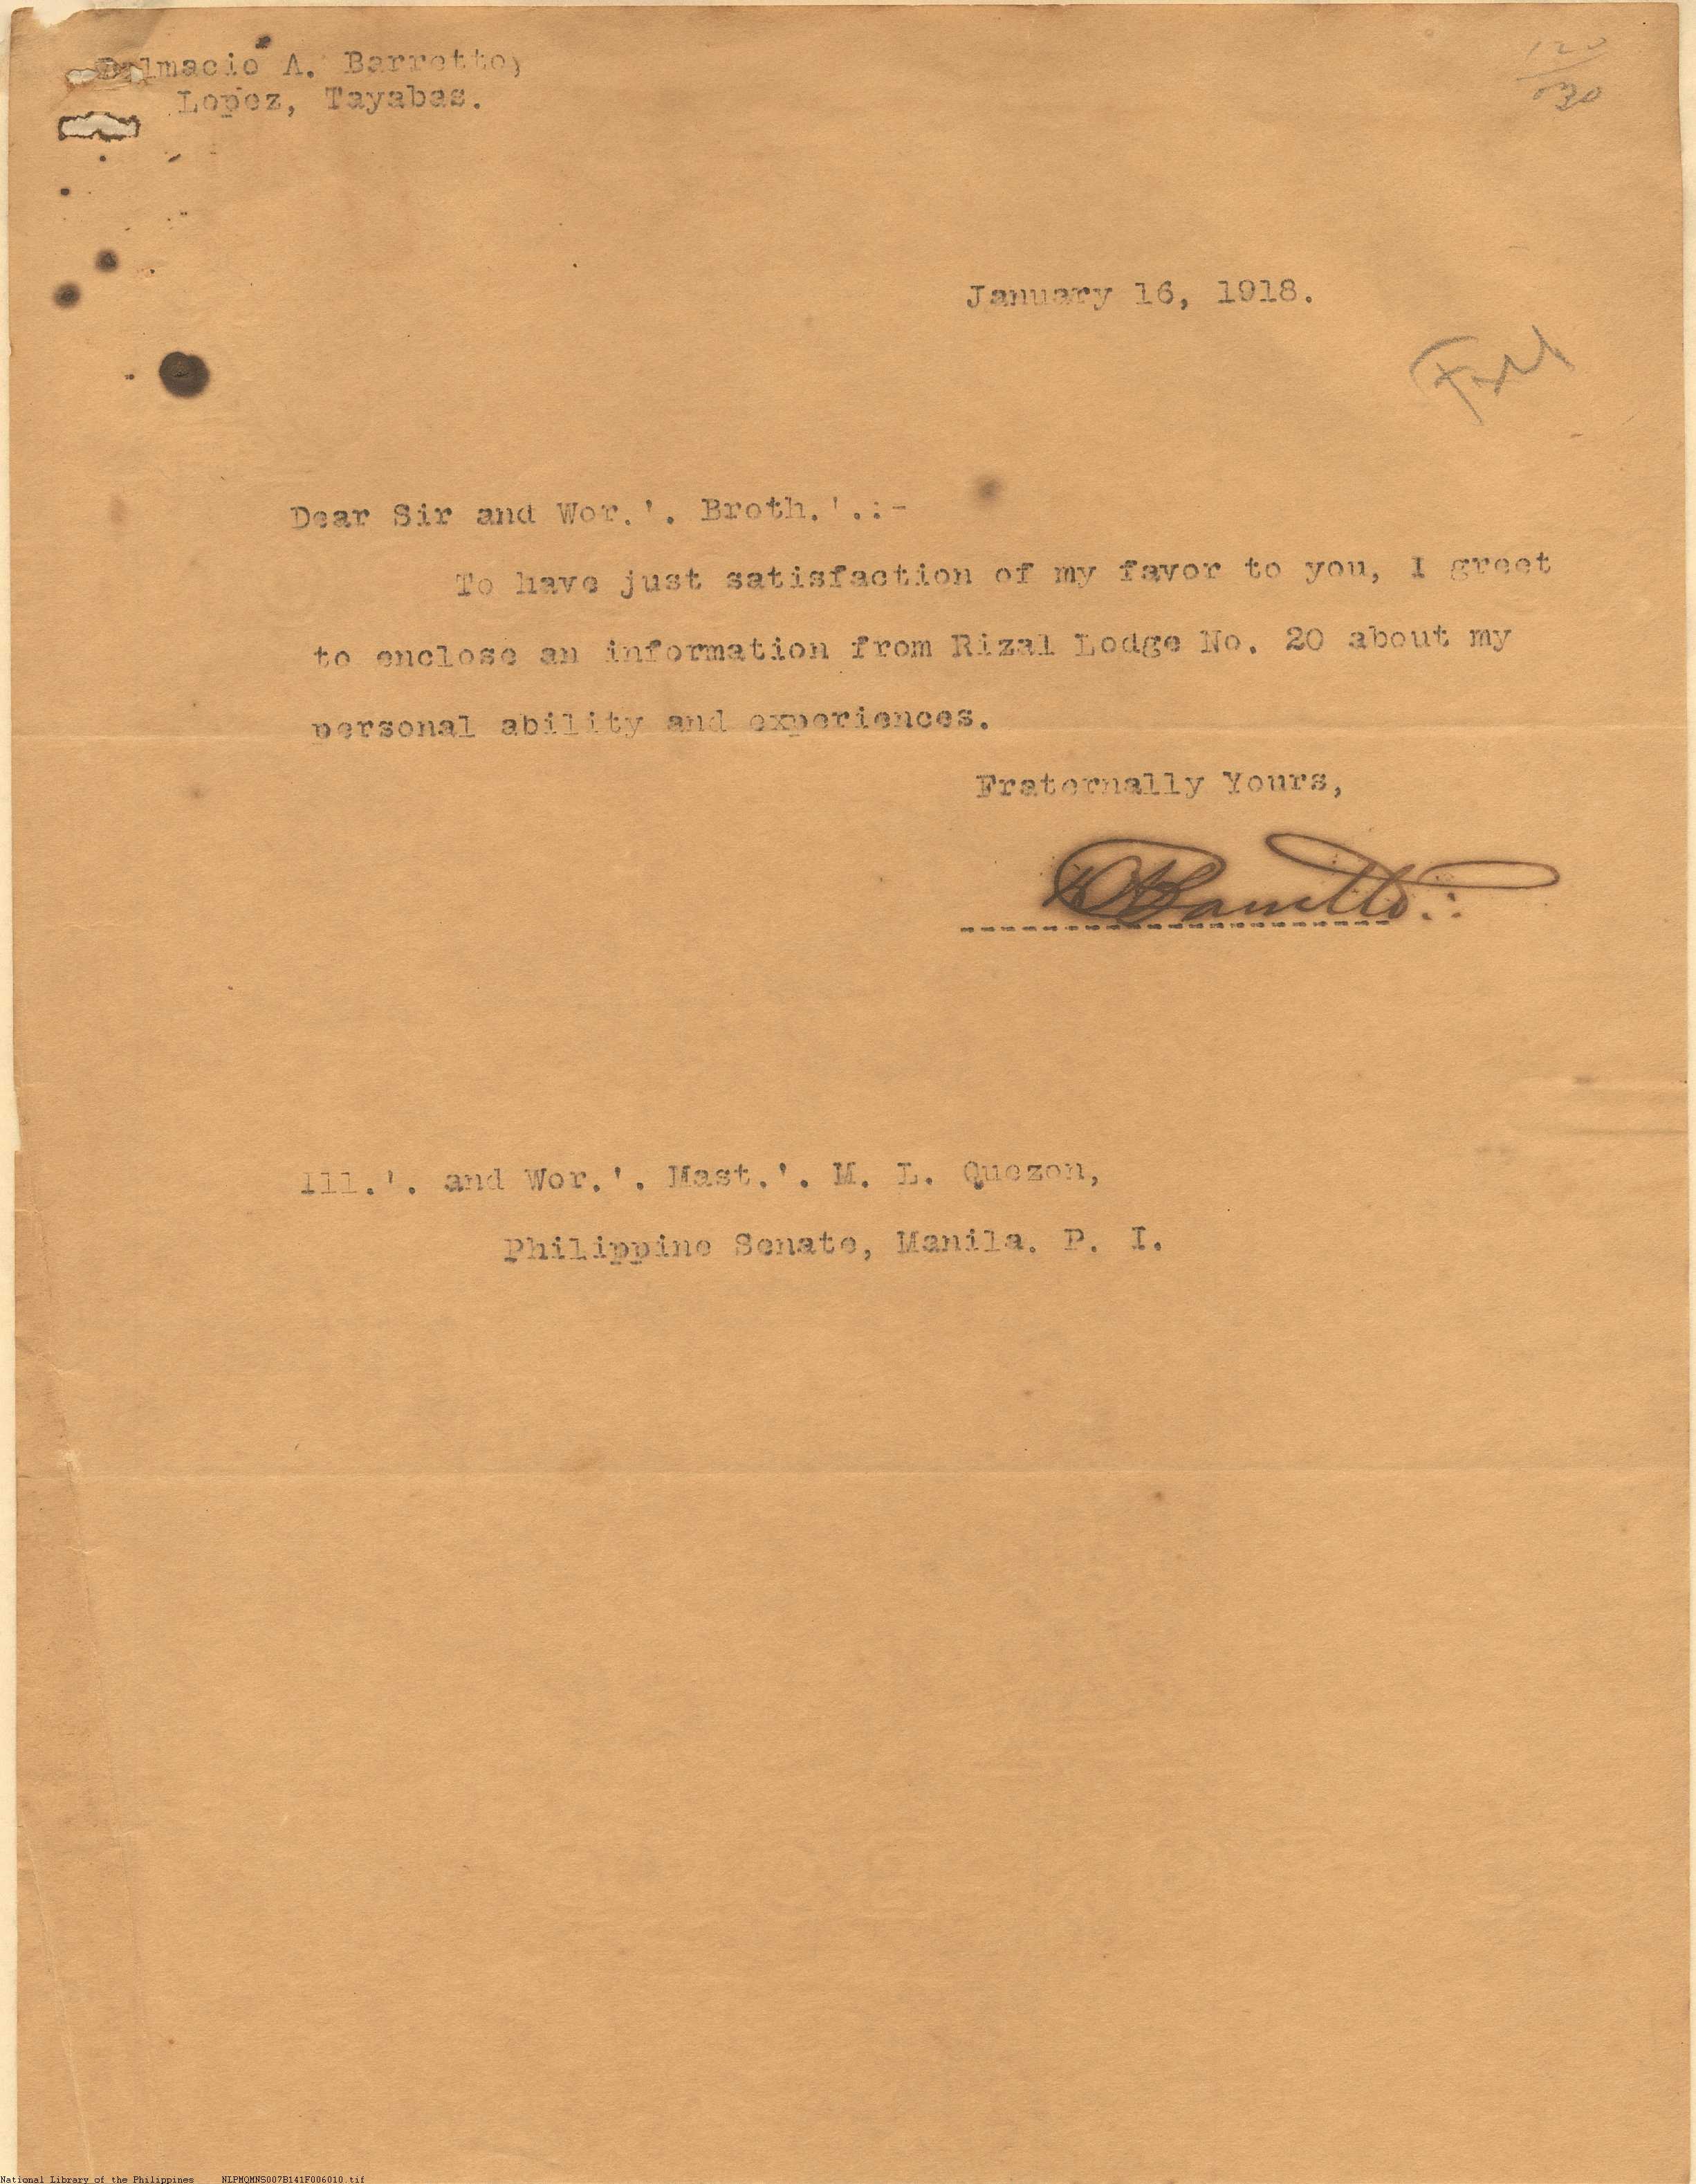 Dalmacio A. Barretto,
Lopez, Tayabas.
120
30
January 16, 1918.
Dear Sir and Wor.'. Broth.'.:-
To have just satisfaction of my favor to you, I greet
to enclose an information from Rizal Lodge No. 20 about my
personal ability and experiences.
Fraternally Yours,
DABarretto.:
Ill.'. and Wor.'. Mast.'. M. L. Quezon,
Philippine Senate, Manila. P. I.
National Library of the Philippines NLPMQMNS007B141F006010.tif